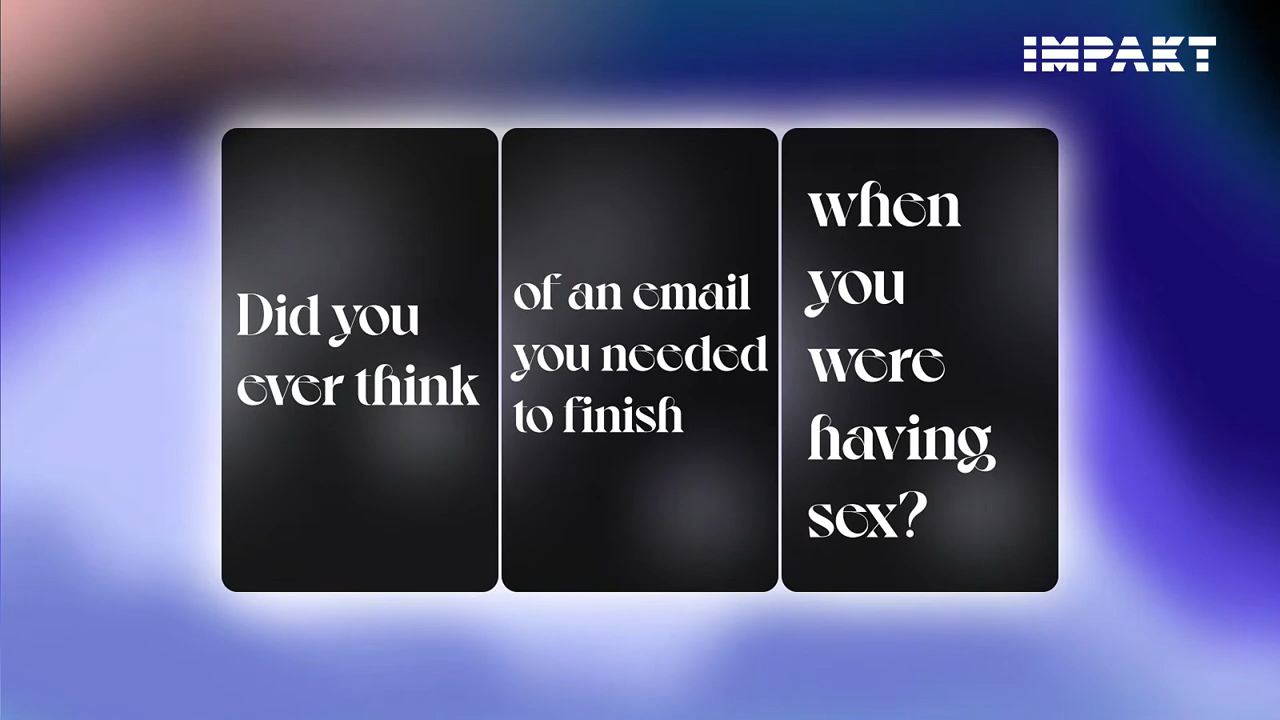 IMPAKT
Did you
ever think
of an email
you needed
to finish
when
you
were
having
sex?